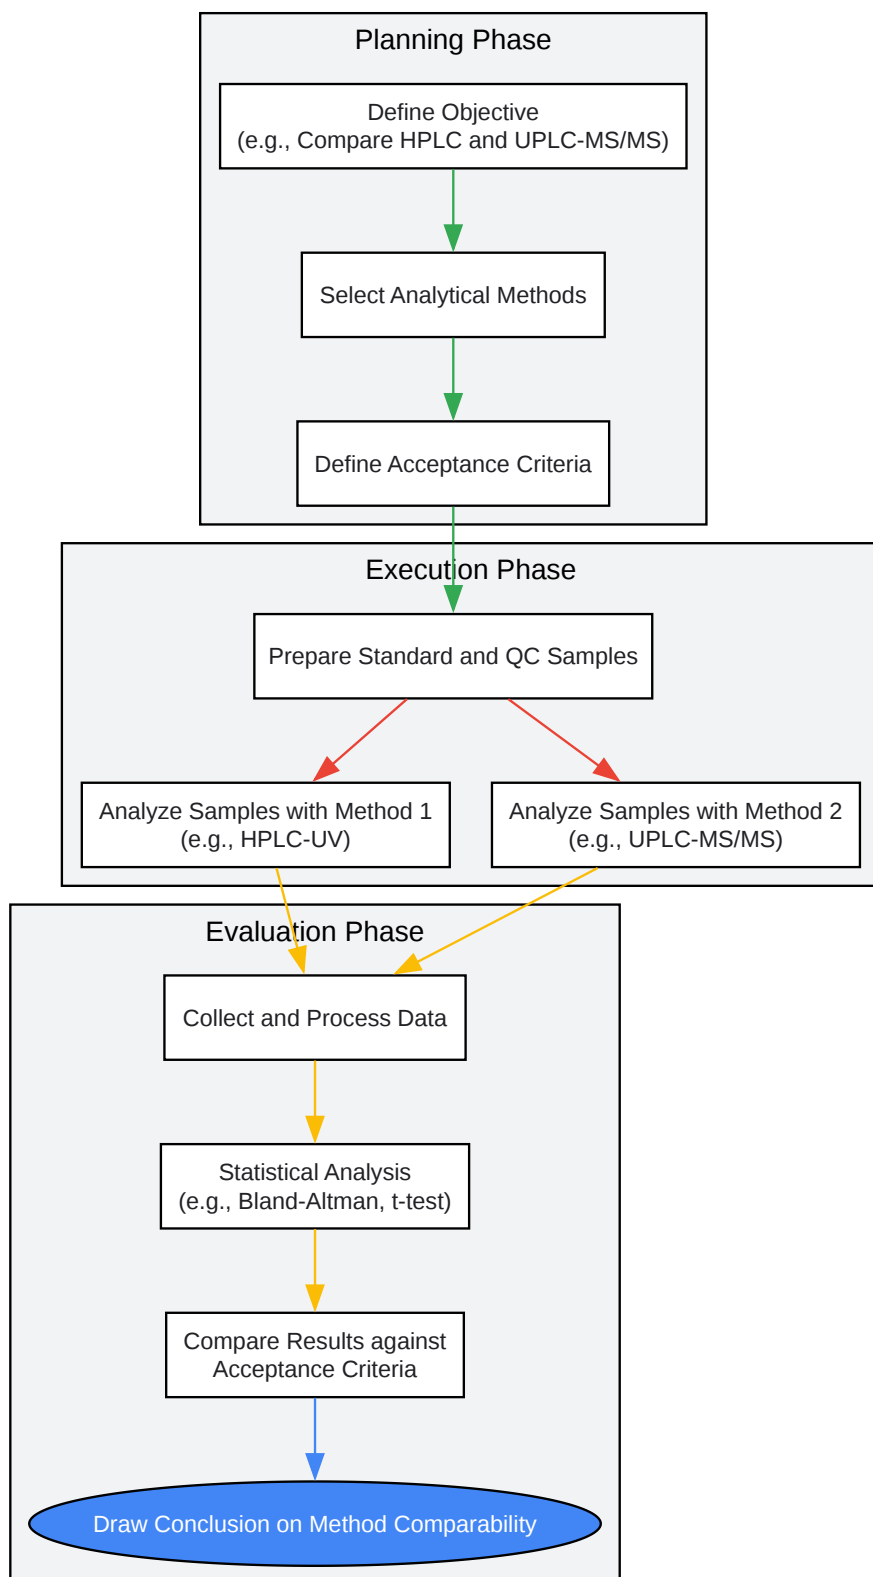 Planning Phase
Define Objective
(e.g., Compare HPLC and UPLC-MS/MS)
Select Analytical Methods
Define Acceptance Criteria
Execution Phase
Prepare Standard and QC Samples
Analyze Samples with Method 1
(e.g., HPLC-UV)
Analyze Samples with Method 2
(e.g., UPLC-MS/MS)
Evaluation Phase
Collect and Process Data
Statistical Analysis
(e.g., Bland-Altman, t-test)
Compare Results against
Acceptance Criteria
Draw Conclusion on Method Comparability